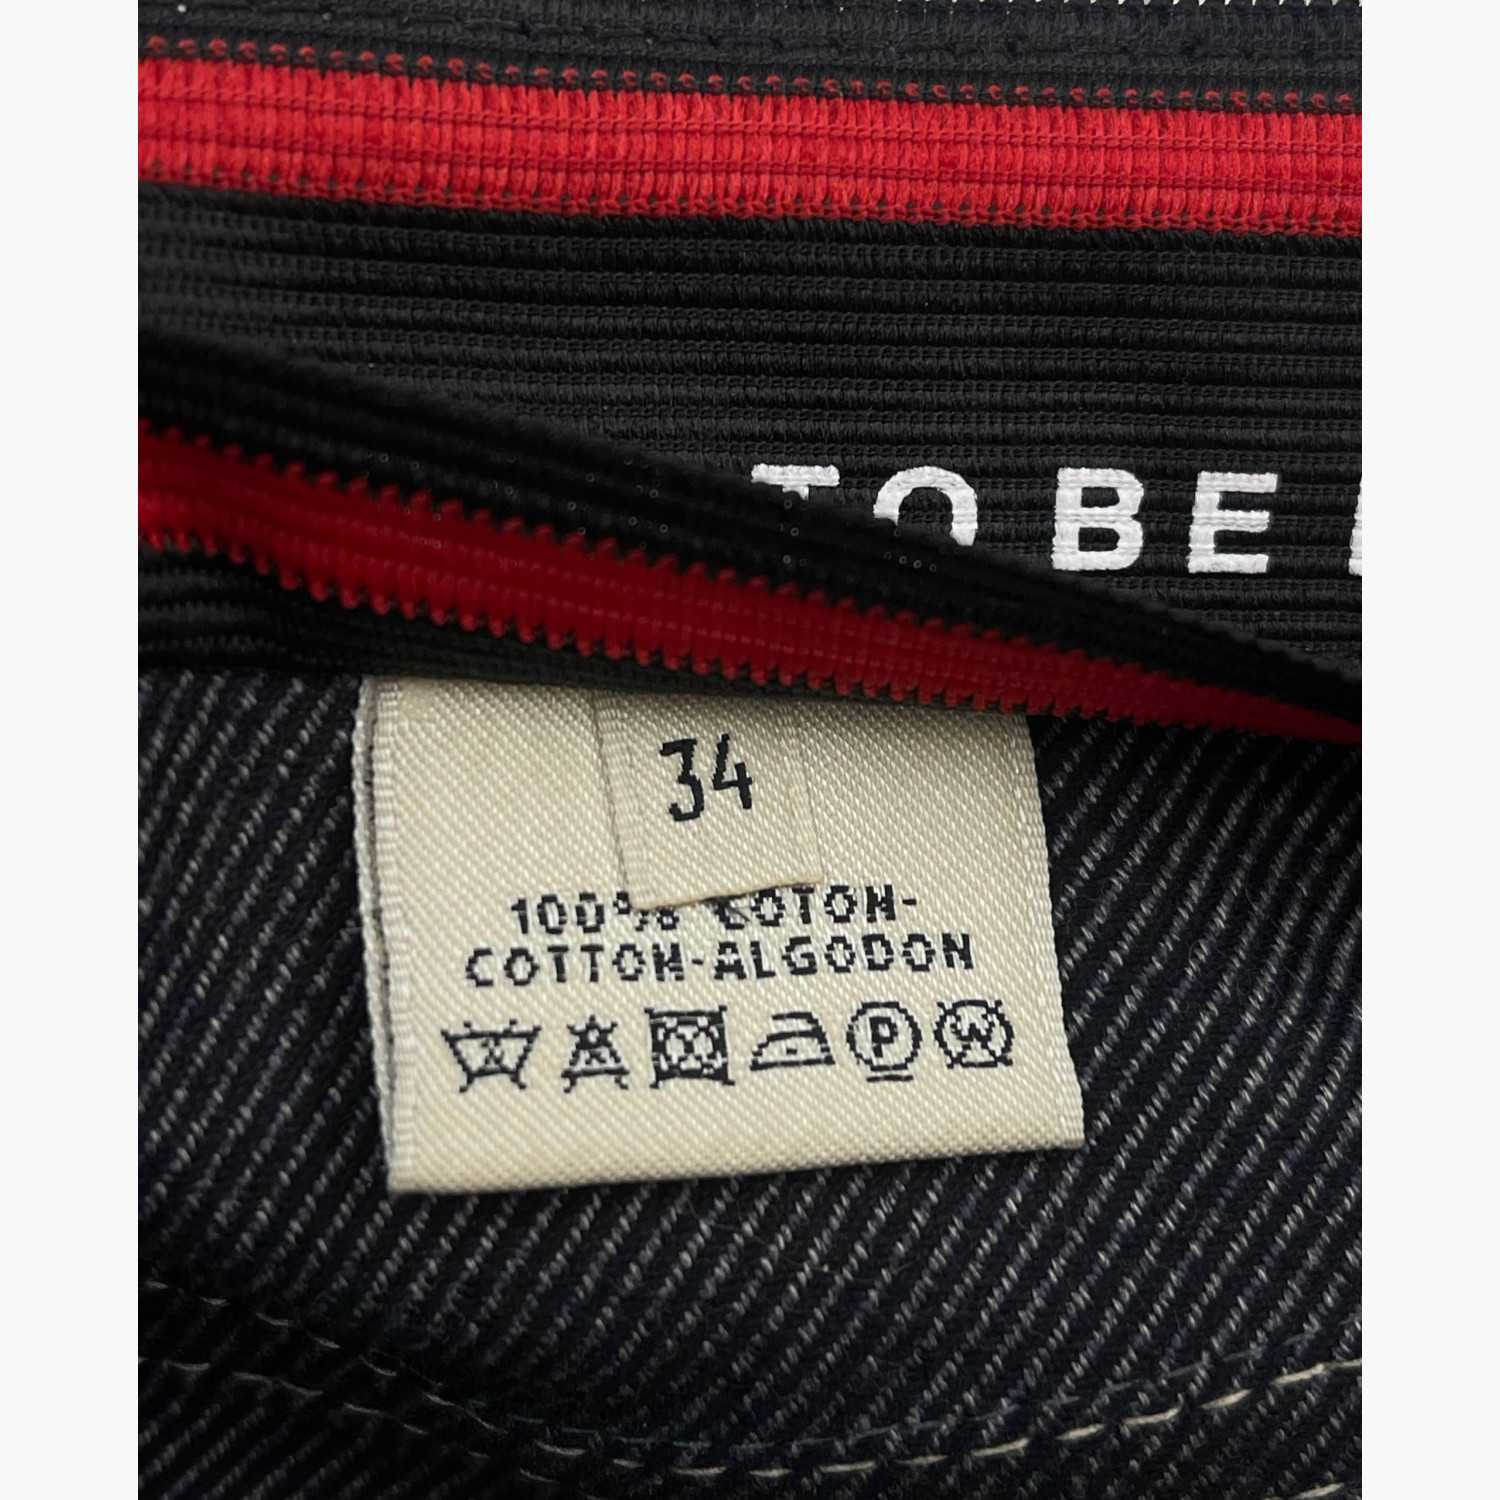 TO BE
34
100% COTON-
COTTON-ALGODON
P
W